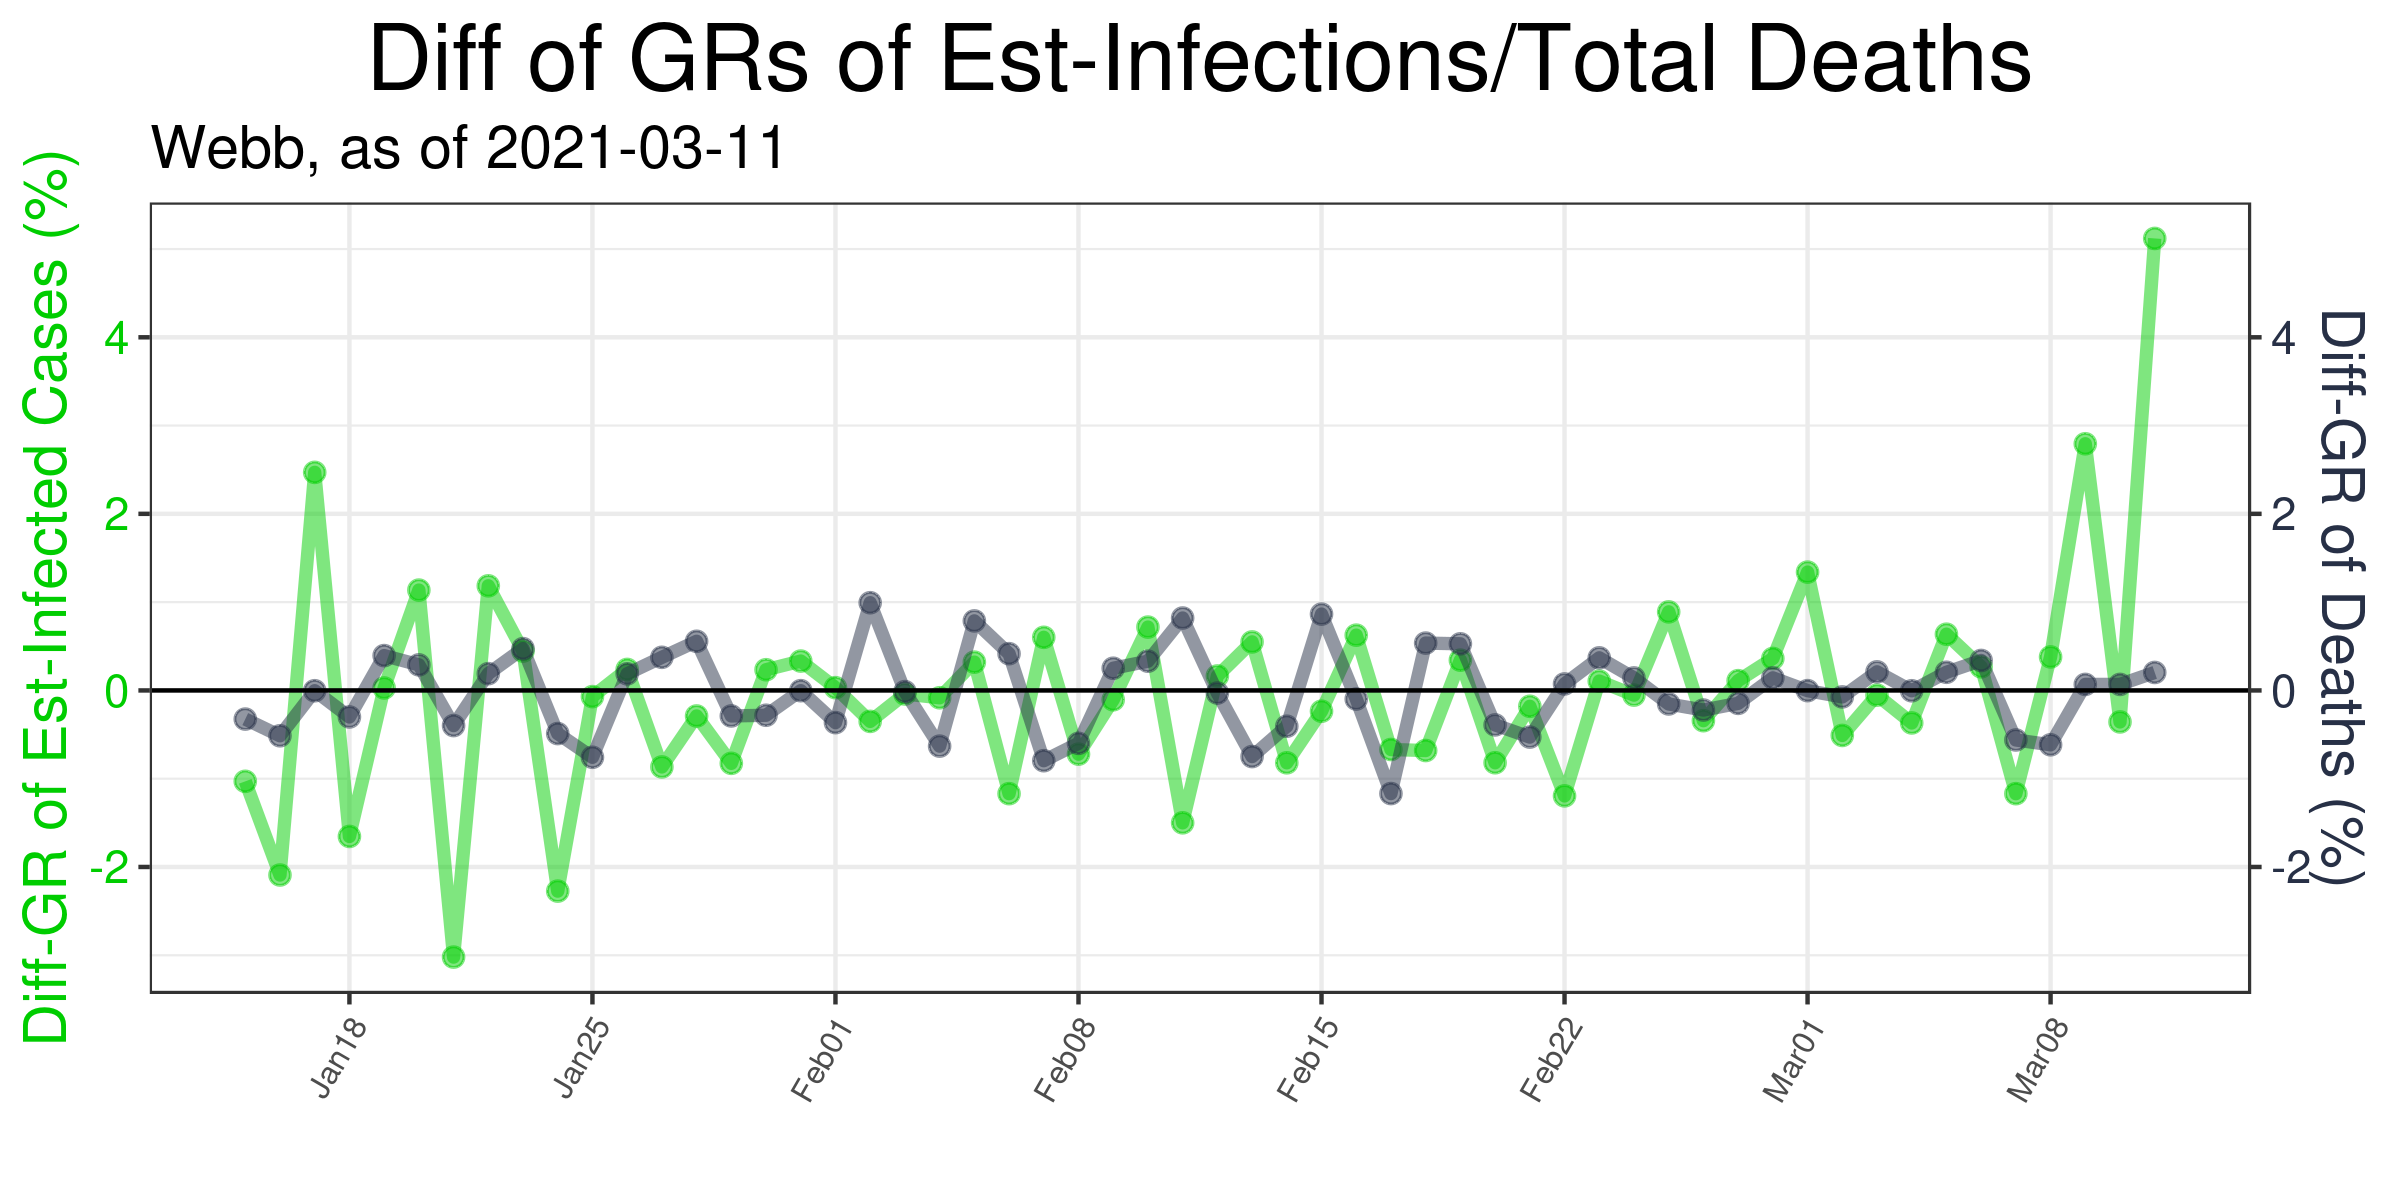 Diff of GRs of Est-Infections/Total Deaths
Webb, as of 2021-03-11
Diff-GR of Est-Infected Cases (%)
4
2
0
-2
4
2
0
-2
Diff-GR of Deaths (%)
Jan18
Jan25
Feb01
Feb08
Feb15
Feb22
Mar01
Mar08